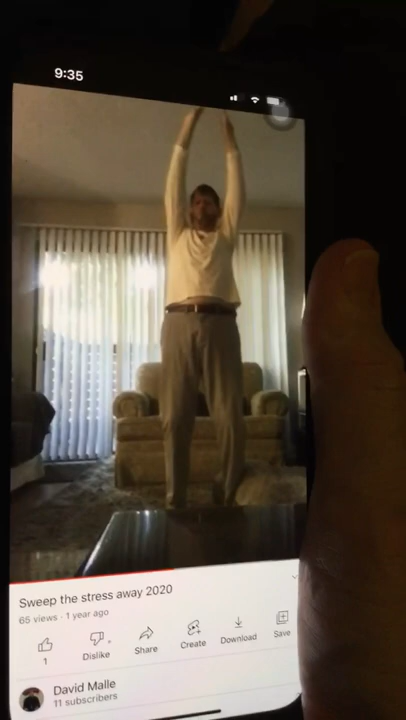 9:35
Sweep the stress away 2020
65 views · 1 year ago
1
Dislike
Share
Create
Download
Save
David Malle
11 subscribers